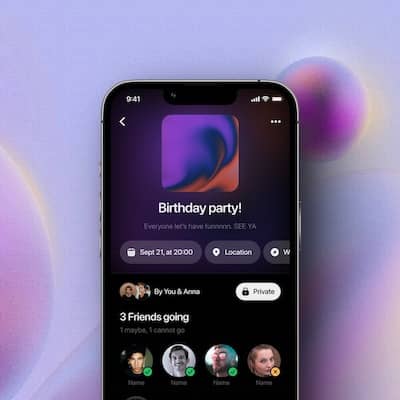 9:41
Birthday party!
Everyone let's have funnnnn. SEE YA
Sept 21, at 20:00
Location
W
By You & Anna
Private
3 Friends going
1 maybe, 1 cannot go
Name
Name
Name
Name